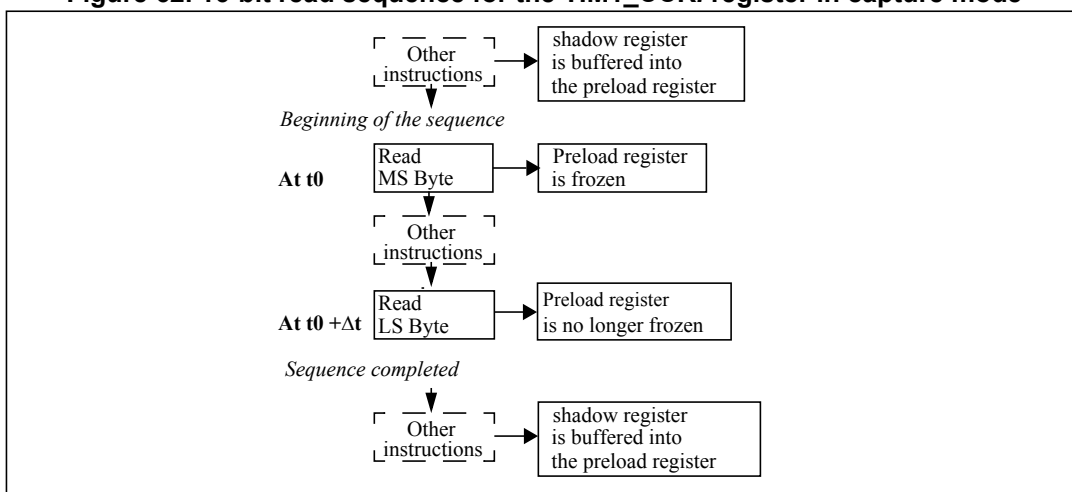 Figure 62. 16-bit read sequence for the TIM1_CCRi register in capture mode
Other
instructions
shadow register
is buffered into
the preload register
Beginning of the sequence
At t0
Read
MS Byte
Preload register
is frozen
Other
instructions
At t0 +Δt
Read
LS Byte
Preload register
is no longer frozen
Sequence completed
Other
instructions
shadow register
is buffered into
the preload register